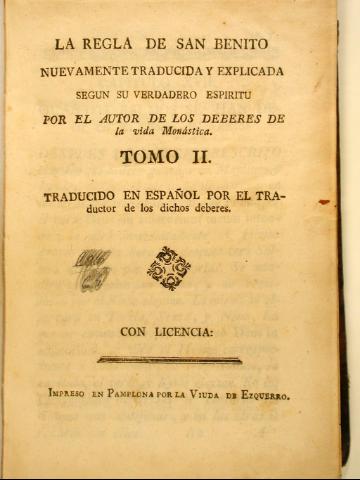 LA REGLA DE SAN BENITO
NUEVAMENTE TRADUCIDA Y EXPLICADA
SEGUN SU VERDADERO ESPIRITU
POR EL AUTOR DE LOS DEBERES DE
la vida Monástica.
TOMO II.
TRADUCIDO EN ESPAÑOL POR EL TRA-
ductor de los dichos deberes.
CON LICENCIA:
IMPRESO EN PAMPLONA POR LA VIUDA DE EZQUERRO.